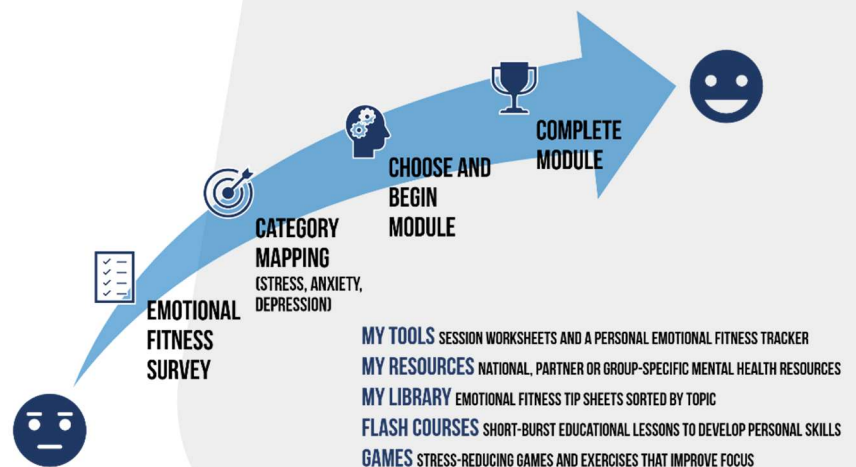 EMOTIONAL
FITNESS
SURVEY
CATEGORY
MAPPING
(STRESS, ANXIETY,
DEPRESSION)
CHOOSE AND
BEGIN
MODULE
COMPLETE
MODULE
MY TOOLS SESSION WORKSHEETS AND A PERSONAL EMOTIONAL FITNESS TRACKER
MY RESOURCES NATIONAL, PARTNER OR GROUP-SPECIFIC MENTAL HEALTH RESOURCES
MY LIBRARY EMOTIONAL FITNESS TIP SHEETS SORTED BY TOPIC
FLASH COURSES SHORT-BURST EDUCATIONAL LESSONS TO DEVELOP PERSONAL SKILLS
GAMES STRESS-REDUCING GAMES AND EXERCISES THAT IMPROVE FOCUS